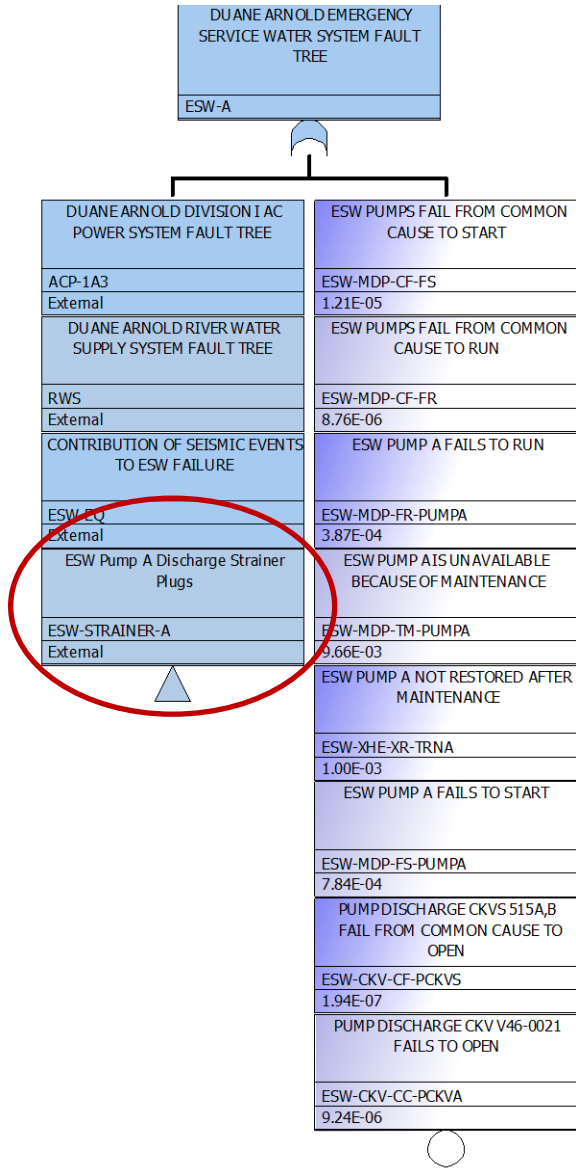 DUANE ARNOLD EMERGENCY
SERVICE WATER SYSTEM FAULT
TREE
ESW-A
DUANE ARNOLD DIVISION I AC
POWER SYSTEM FAULT TREE
ACP-1A3
External
DUANE ARNOLD RIVER WATER
SUPPLY SYSTEM FAULT TREE
RWS
External
CONTRIBUTION OF SEISMIC EVENTS
TO ESW FAILURE
ESW-EQ
External
ESW Pump A Discharge Strainer
Plugs
ESW-STRAINER-A
External
ESW PUMPS FAIL FROM COMMON
CAUSE TO START
ESW-MDP-CF-FS
1.21E-05
ESW PUMPS FAIL FROM COMMON
CAUSE TO RUN
ESW-MDP-CF-FR
8.76E-06
ESW PUMP A FAILS TO RUN
ESW-MDP-FR-PUMPA
3.87E-04
ESW PUMP A IS UNAVAILABLE
BECAUSE OF MAINTENANCE
ESW-MDP-TM-PUMPA
9.66E-03
ESW PUMP A NOT RESTORED AFTER
MAINTENANCE
ESW-XHE-XR-TRNA
1.00E-03
ESW PUMP A FAILS TO START
ESW-MDP-FS-PUMPA
7.84E-04
PUMP DISCHARGE CKVS 515A,B
FAIL FROM COMMON CAUSE TO
OPEN
ESW-CKV-CF-PCKVS
1.94E-07
PUMP DISCHARGE CKV V46-0021
FAILS TO OPEN
ESW-CKV-CC-PCKVA
9.24E-06